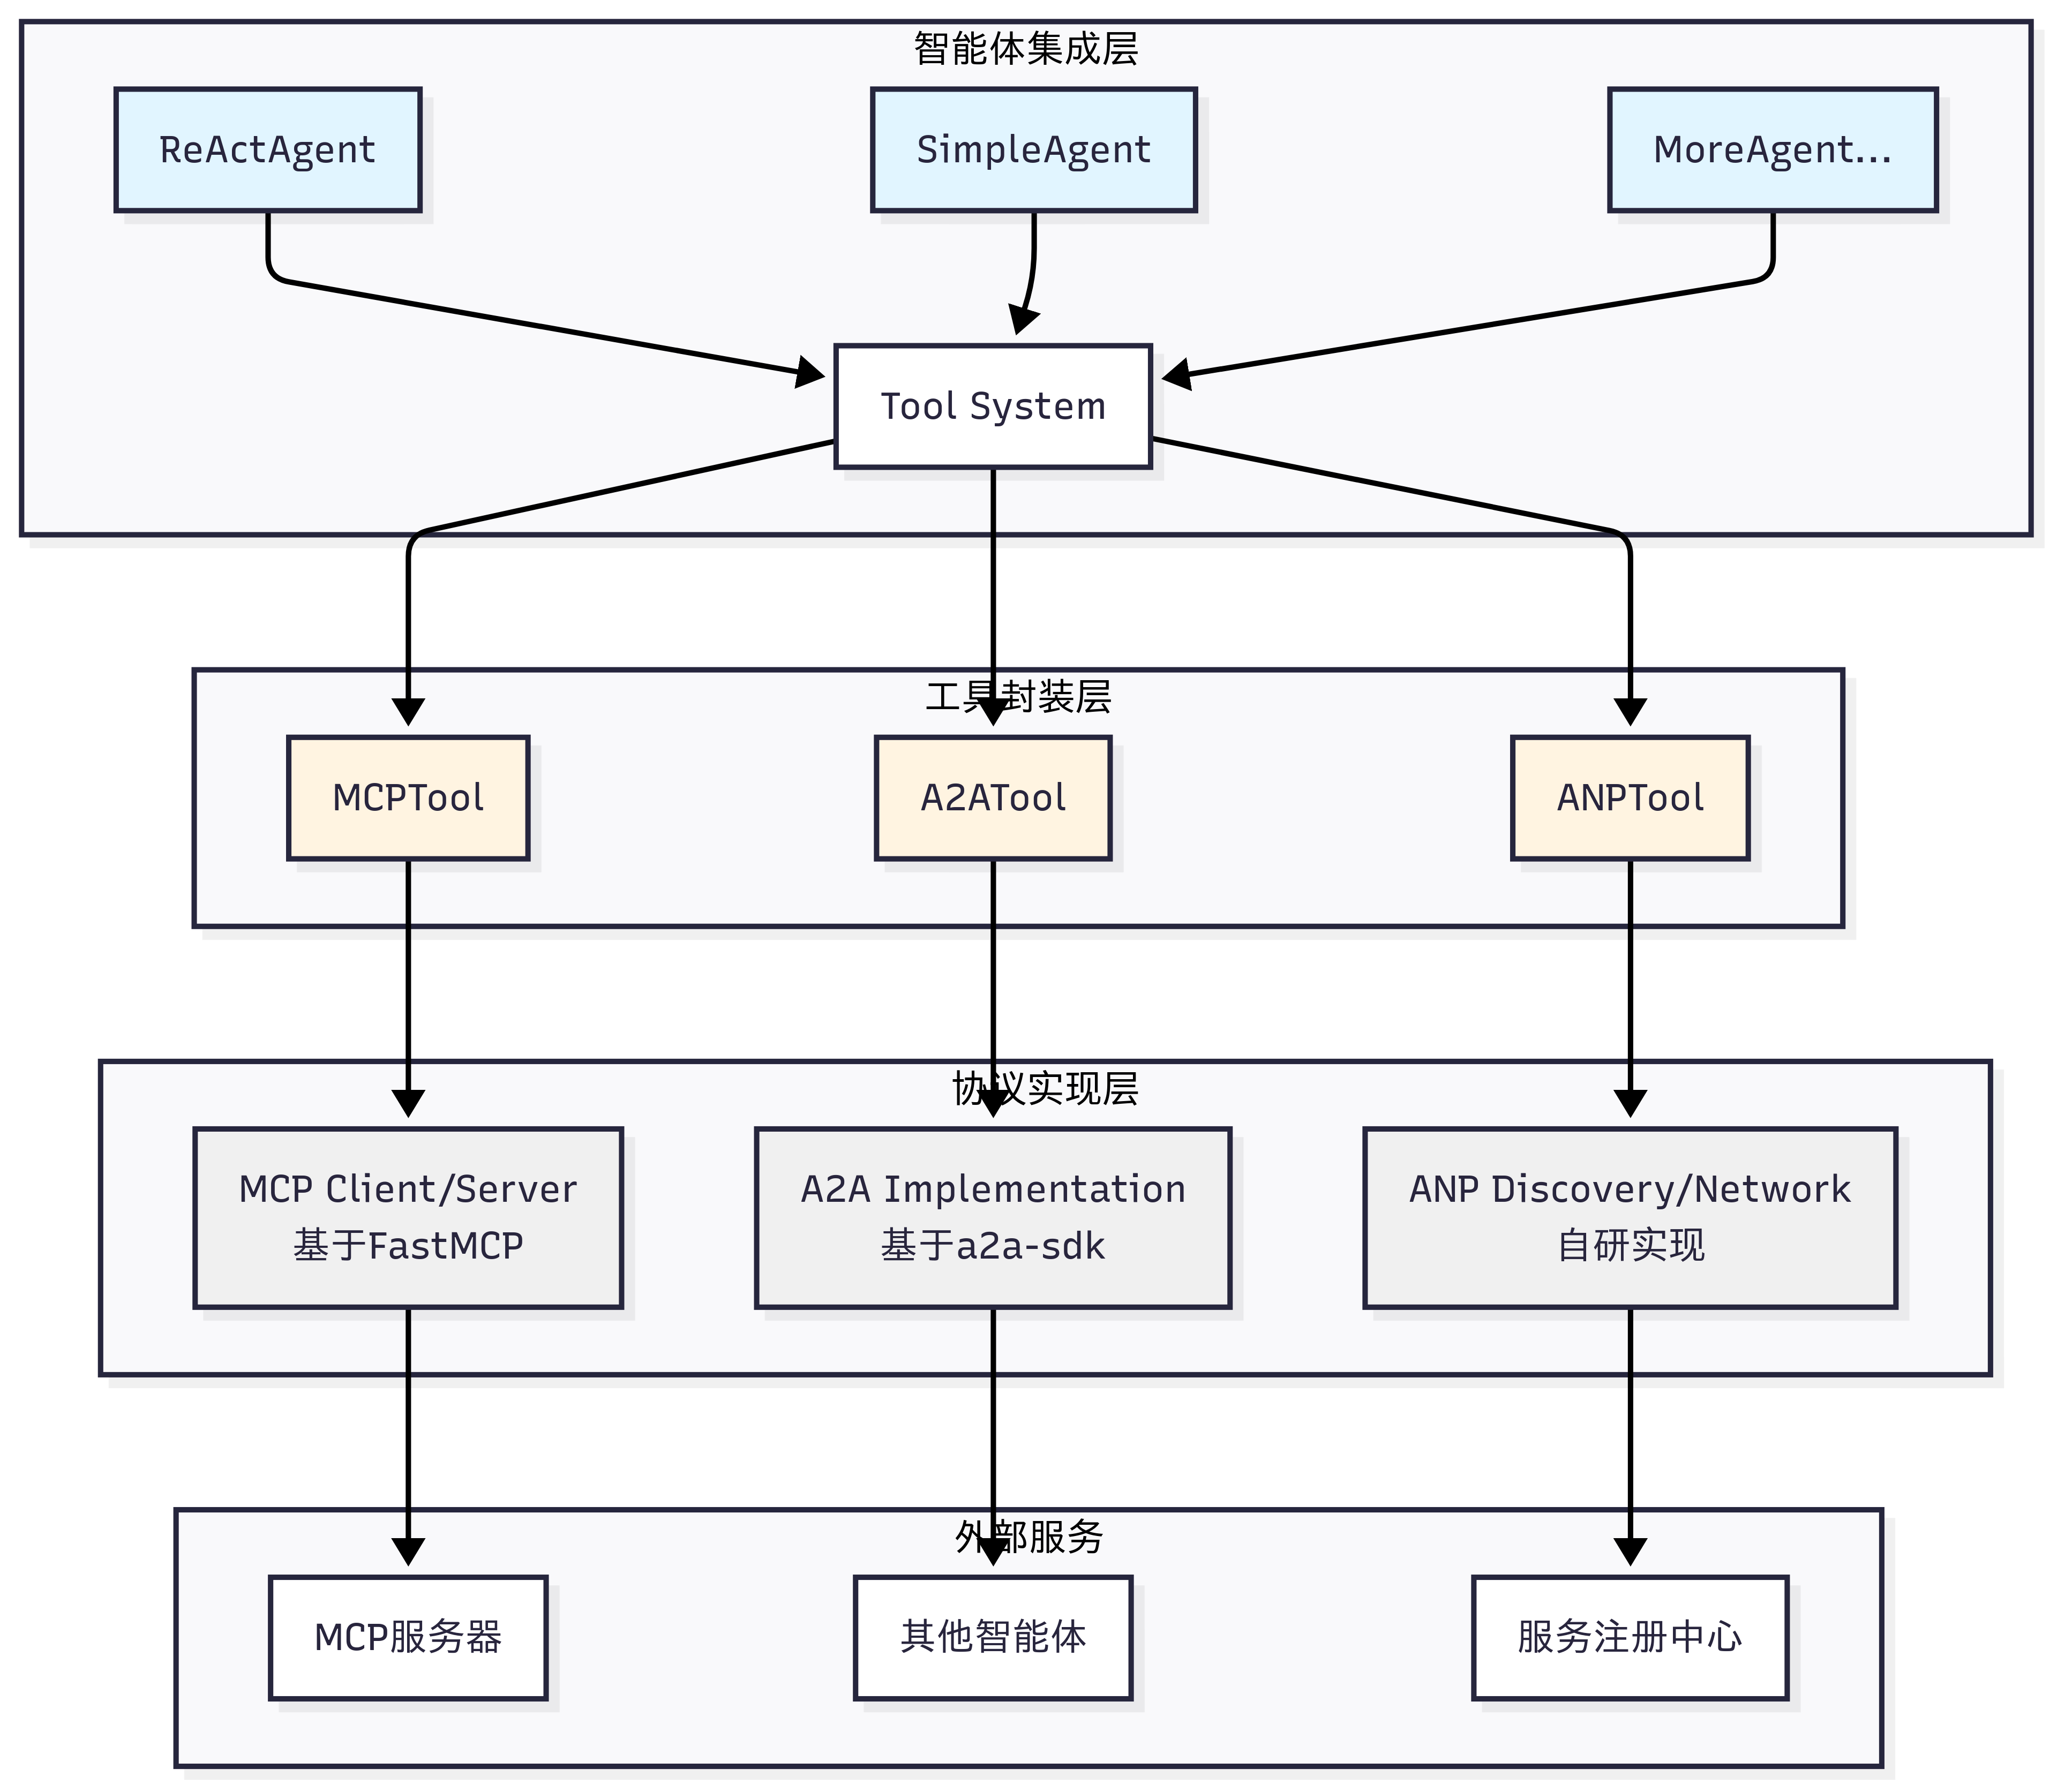 智能体集成层
ReActAgent
SimpleAgent
MoreAgent...
Tool System
工具封装层
MCPTool
A2ATool
ANPTool
协议实现层
MCP Client/Server
基于FastMCP
A2A Implementation
基于a2a-sdk
ANP Discovery/Network
自研实现
外部服务
MCP服务器
其他智能体
服务注册中心